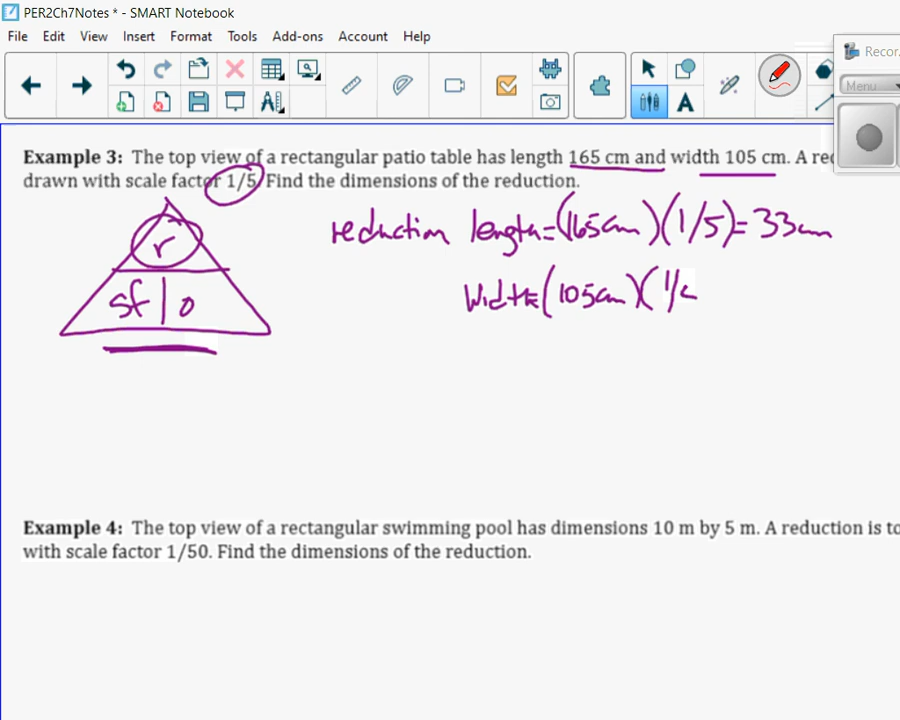 PER2Ch7Notes * - SMART Notebook
File Edit View Insert Format Tools Add-ons Account Help
Recor
Menu
A
Example 3: The top view of a rectangular patio table has length 165 cm and width 105 cm. A rec
drawn with scale factor 1/5. Find the dimensions of the reduction.
reduction length=(165cm)(1/5)=33cm
r
sf | o
Width=(105cm)(1/
Example 4: The top view of a rectangular swimming pool has dimensions 10 m by 5 m. A reduction is to
with scale factor 1/50. Find the dimensions of the reduction.